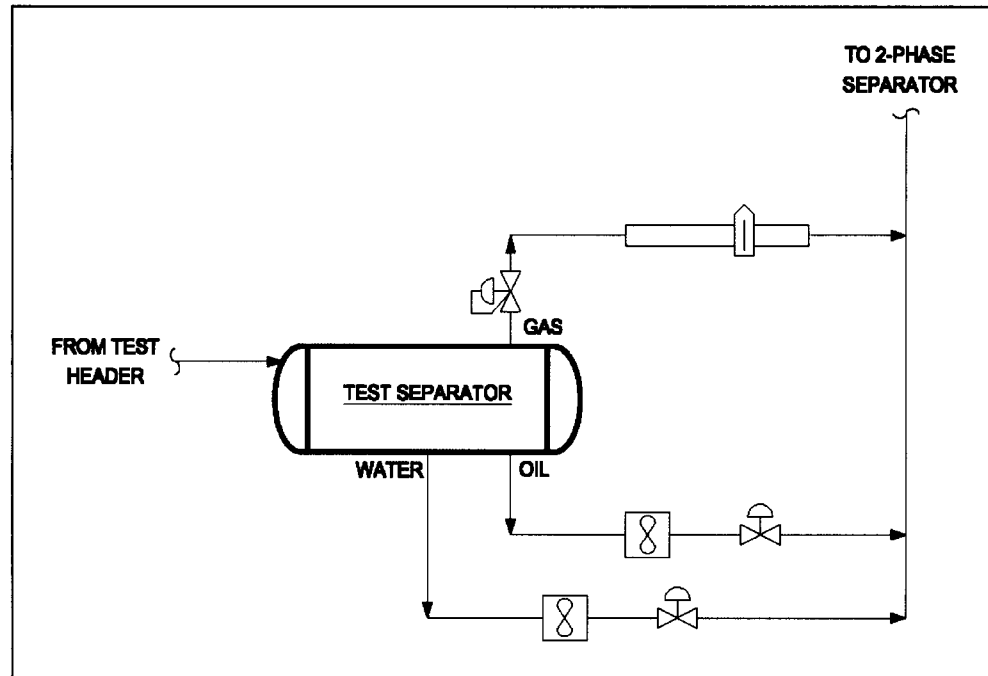 TO 2-PHASE
SEPARATOR
GAS
FROM TEST
HEADER
TEST SEPARATOR
WATER
OIL